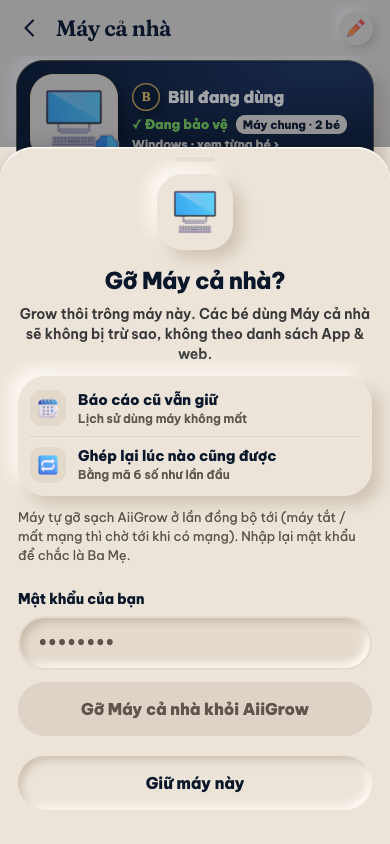 Máy cả nhà
B Bill đang dùng
✓ Đang bảo vệ Máy chung · 2 bé
Windows · xem từng bé ›
Gỡ Máy cả nhà?
Grow thôi trông máy này. Các bé dùng Máy cả nhà
sẽ không bị trừ sao, không theo danh sách App &
web.
Báo cáo cũ vẫn giữ
Lịch sử dùng máy không mất
Ghép lại lúc nào cũng được
Bằng mã 6 số như lần đầu
Máy tự gỡ sạch AiiGrow ở lần đồng bộ tới (máy tắt /
mất mạng thì chờ tới khi có mạng). Nhập lại mật khẩu
để chắc là Ba Mẹ.
Mật khẩu của bạn
••••••••
Gỡ Máy cả nhà khỏi AiiGrow
Giữ máy này